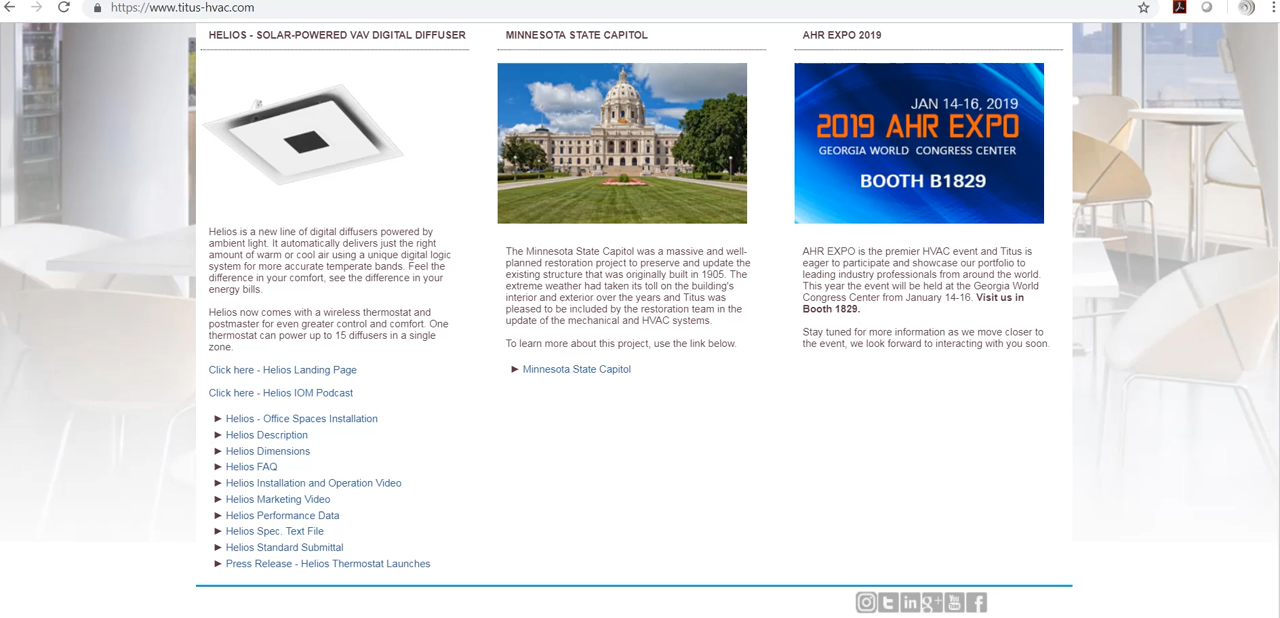 https://www.titus-hvac.com
HELIOS - SOLAR-POWERED VAV DIGITAL DIFFUSER
Helios is a new line of digital diffusers powered by
ambient light. It automatically delivers just the right
amount of warm or cool air using a unique digital logic
system for more accurate temperate bands. Feel the
difference in your comfort, see the difference in your
energy bills.
Helios now comes with a wireless thermostat and
postmaster for even greater control and comfort. One
thermostat can power up to 15 diffusers in a single
zone.
Click here - Helios Landing Page
Click here - Helios IOM Podcast
► Helios - Office Spaces Installation
► Helios Description
► Helios Dimensions
► Helios FAQ
► Helios Installation and Operation Video
► Helios Marketing Video
► Helios Performance Data
► Helios Spec. Text File
► Helios Standard Submittal
► Press Release - Helios Thermostat Launches
MINNESOTA STATE CAPITOL
The Minnesota State Capitol was a massive and well-
planned restoration project to preserve and update the
existing structure that was originally built in 1905. The
extreme weather had taken its toll on the building's
interior and exterior over the years and Titus was
pleased to be included by the restoration team in the
update of the mechanical and HVAC systems.
To learn more about this project, use the link below.
► Minnesota State Capitol
AHR EXPO 2019
JAN 14-16, 2019
2019 AHR EXPO
GEORGIA WORLD CONGRESS CENTER
BOOTH B1829
AHR EXPO is the premier HVAC event and Titus is
eager to participate and showcase our portfolio to
leading industry professionals from around the world.
This year the event will be held at the Georgia World
Congress Center from January 14-16. Visit us in
Booth 1829.
Stay tuned for more information as we move closer to
the event, we look forward to interacting with you soon.